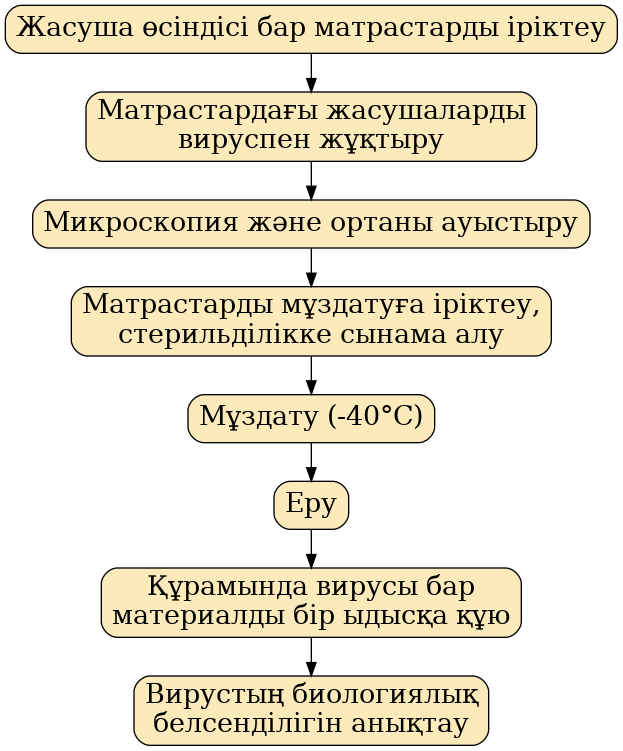 Жасуша өсіндісі бар матрастарды іріктеу
Матрастардағы жасушаларды
вируспен жұқтыру
Микроскопия және ортаны ауыстыру
Матрастарды мұздатуға іріктеу,
стерильділікке сынама алу
Мұздату (-40°C)
Еру
Құрамында вирусы бар
материалды бір ыдысқа құю
Вирустың биологиялық
белсенділігін анықтау